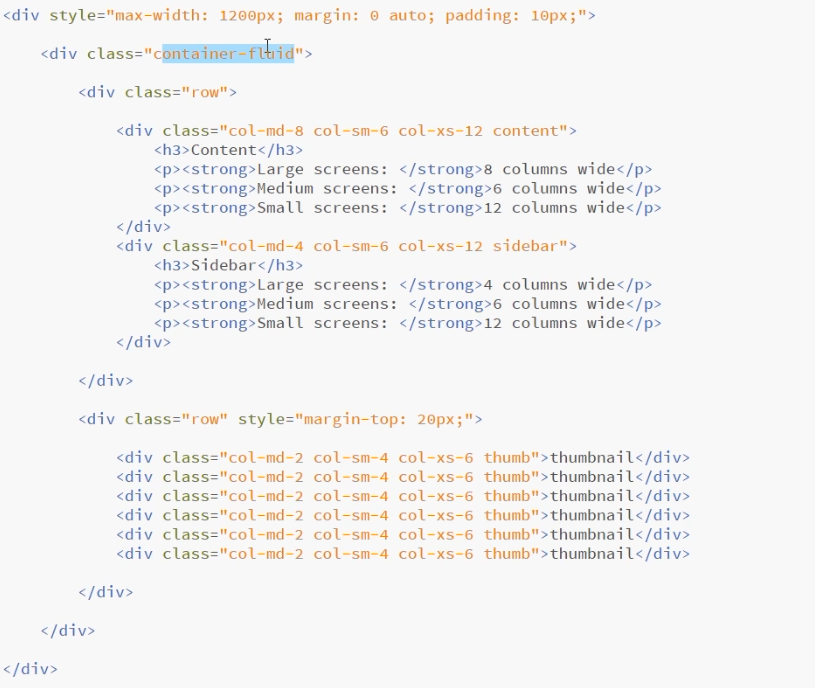 <div style="max-width: 1200px; margin: 0 auto; padding: 10px;">
<div class="container-fluid">
<div class="row">
<div class="col-md-8 col-sm-6 col-xs-12 content">
<h3>Content</h3>
<p><strong>Large screens: </strong>8 columns wide</p>
<p><strong>Medium screens: </strong>6 columns wide</p>
<p><strong>Small screens: </strong>12 columns wide</p>
</div>
<div class="col-md-4 col-sm-6 col-xs-12 sidebar">
<h3>Sidebar</h3>
<p><strong>Large screens: </strong>4 columns wide</p>
<p><strong>Medium screens: </strong>6 columns wide</p>
<p><strong>Small screens: </strong>12 columns wide</p>
</div>
</div>
<div class="row" style="margin-top: 20px;">
<div class="col-md-2 col-sm-4 col-xs-6 thumb">thumbnail</div>
<div class="col-md-2 col-sm-4 col-xs-6 thumb">thumbnail</div>
<div class="col-md-2 col-sm-4 col-xs-6 thumb">thumbnail</div>
<div class="col-md-2 col-sm-4 col-xs-6 thumb">thumbnail</div>
<div class="col-md-2 col-sm-4 col-xs-6 thumb">thumbnail</div>
<div class="col-md-2 col-sm-4 col-xs-6 thumb">thumbnail</div>
</div>
</div>
</div>